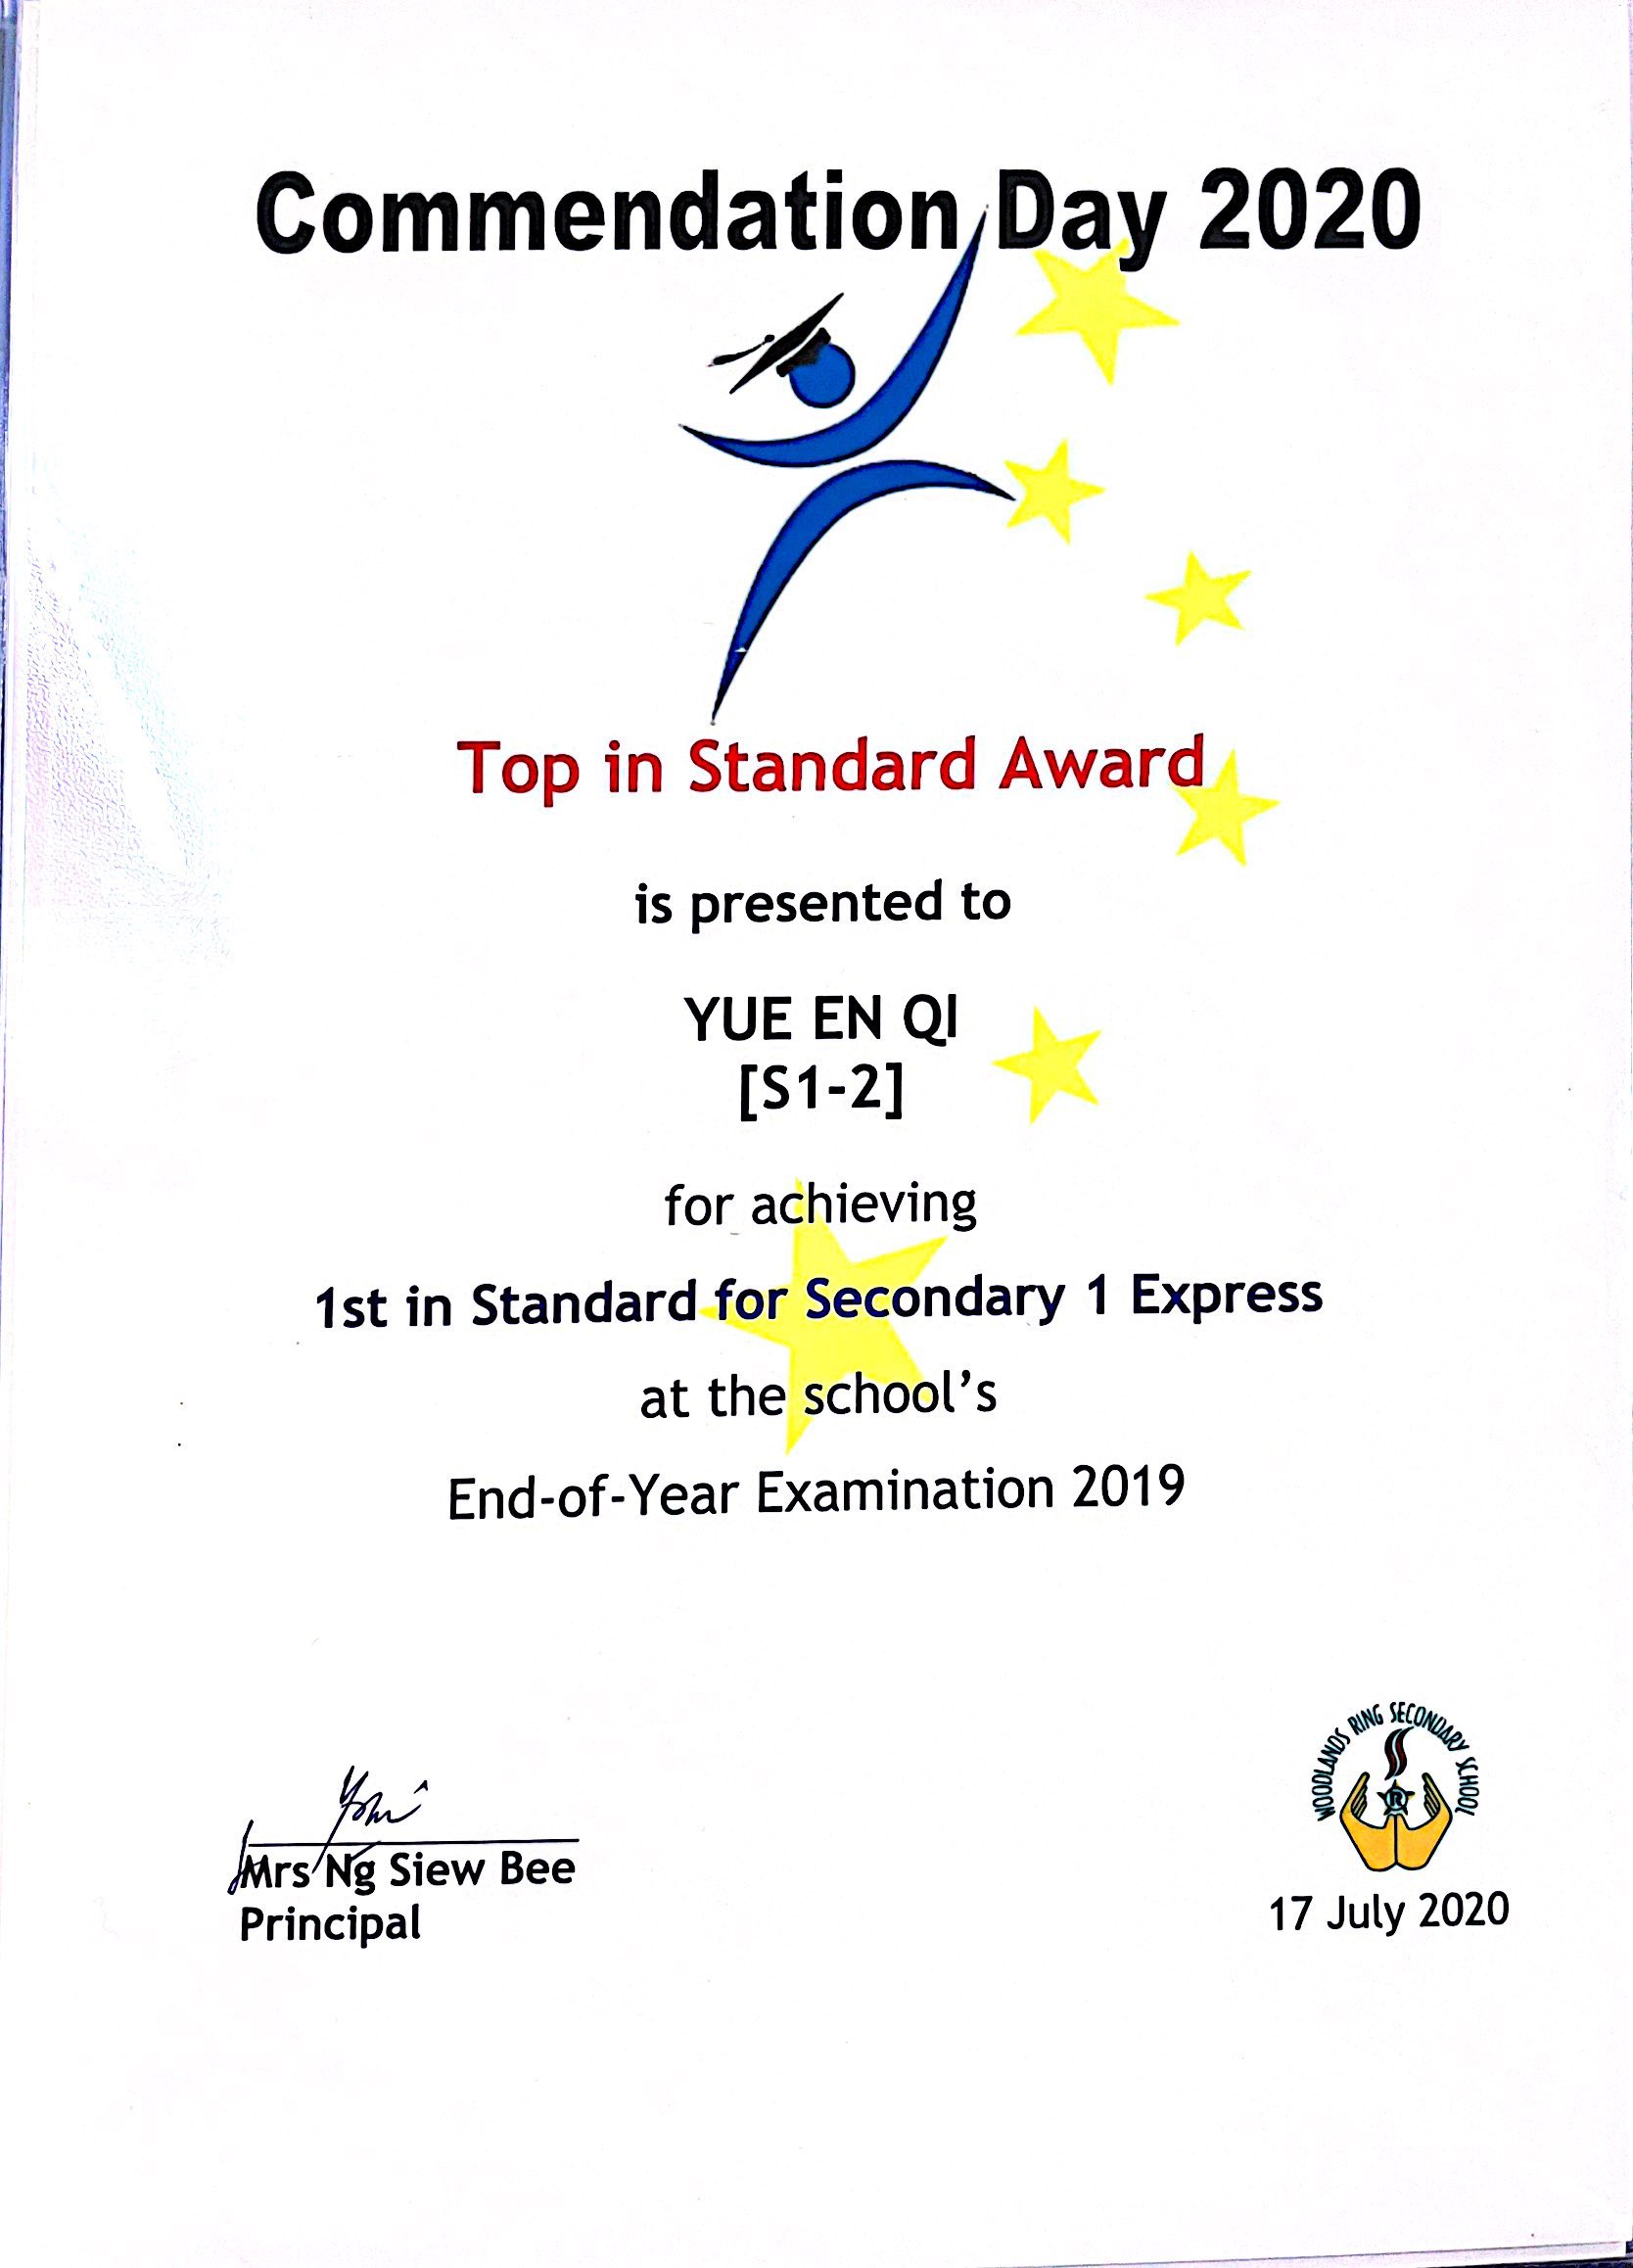 Commendation Day 2020
Top in Standard Award
is presented to
YUE EN QI
[S1-2]
for achieving
1st in Standard for Secondary 1 Express
at the school’s
End-of-Year Examination 2019
Mrs Ng Siew Bee
Principal
WOODLANDS RING SECONDARY SCHOOL
R
17 July 2020